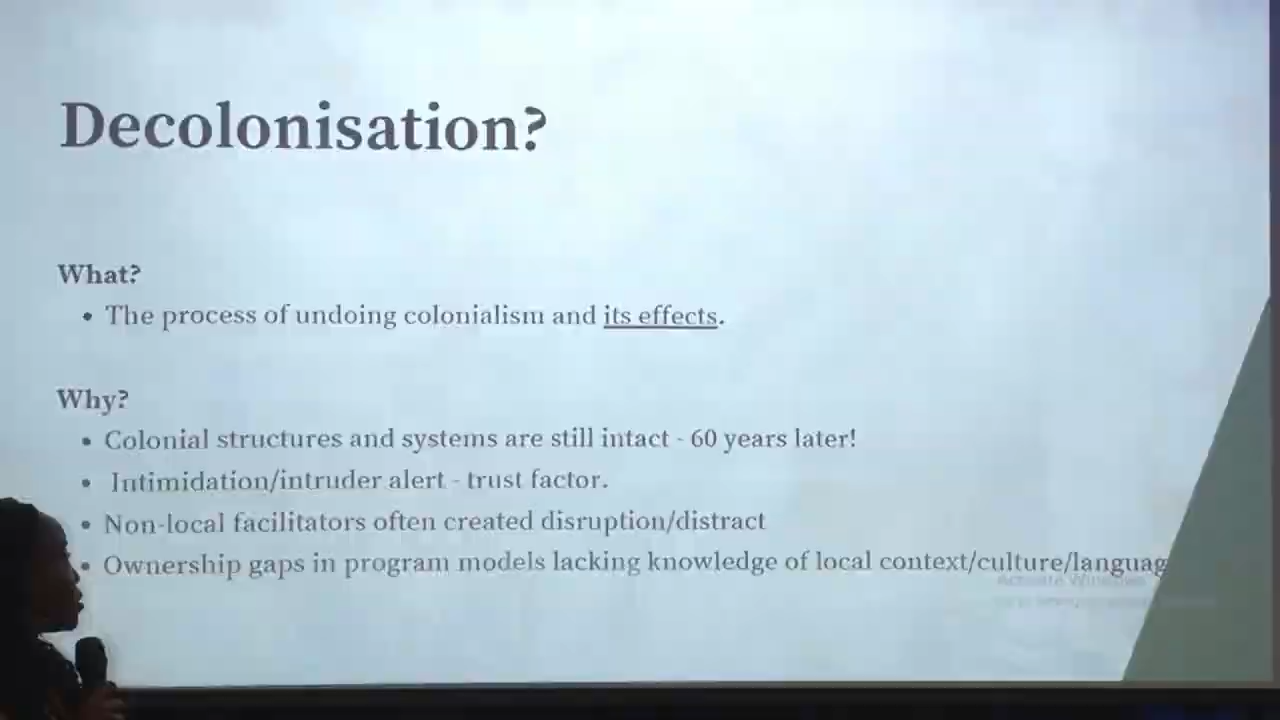 Decolonisation?
What?
• The process of undoing colonialism and its effects.
Why?
• Colonial structures and systems are still intact - 60 years later!
• Intimidation/intruder alert - trust factor.
• Non-local facilitators often created disruption/distract
• Ownership gaps in program models lacking knowledge of local context/culture/languag
Activate Windows